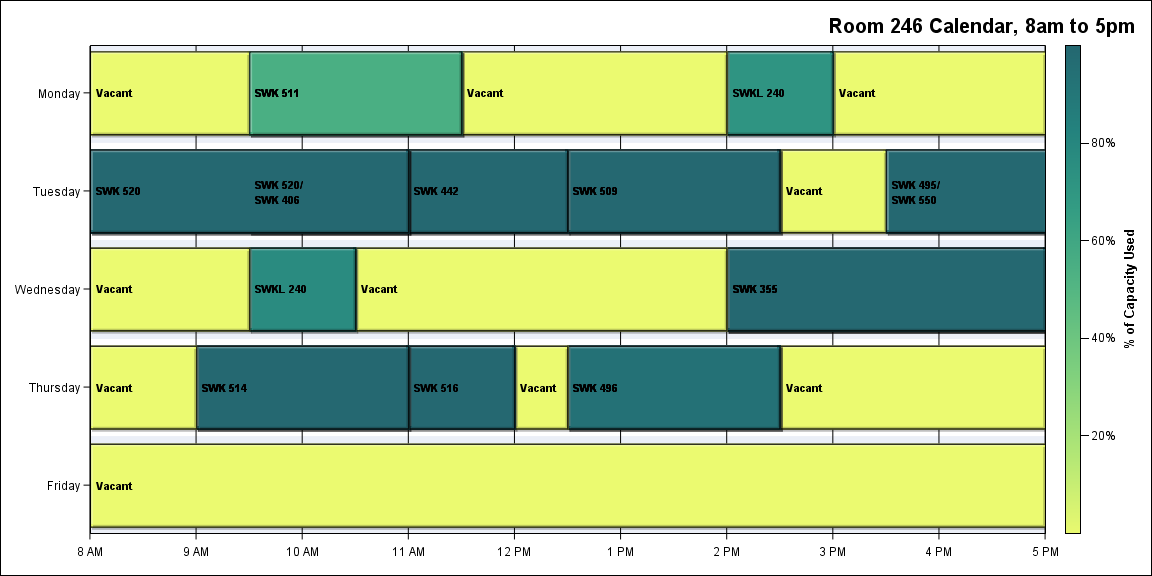 Room 246 Calendar, 8am to 5pm
Monday
Vacant
SWK 511
Vacant
SWKL 240
Vacant
Tuesday
SWK 520
SWK 520/
SWK 406
SWK 442
SWK 509
Vacant
SWK 495/
SWK 550
Wednesday
Vacant
SWKL 240
Vacant
SWK 355
Thursday
Vacant
SWK 514
SWK 516
Vacant
SWK 496
Vacant
Friday
Vacant
8 AM
9 AM
10 AM
11 AM
12 PM
1 PM
2 PM
3 PM
4 PM
5 PM
80%
60%
40%
20%
% of Capacity Used